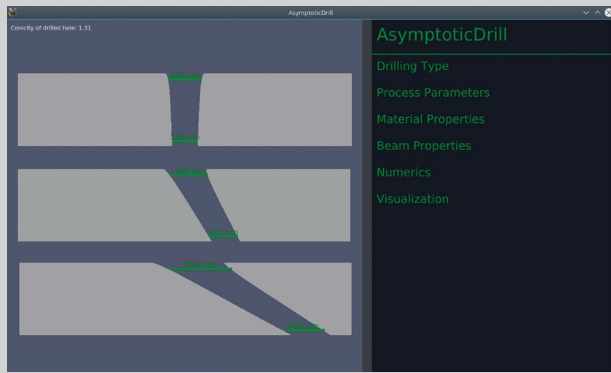 AsymptoticDrill
Conicity of drilled hole: 1.31
AsymptoticDrill
Drilling Type
Process Parameters
Material Properties
Beam Properties
Numerics
Visualization